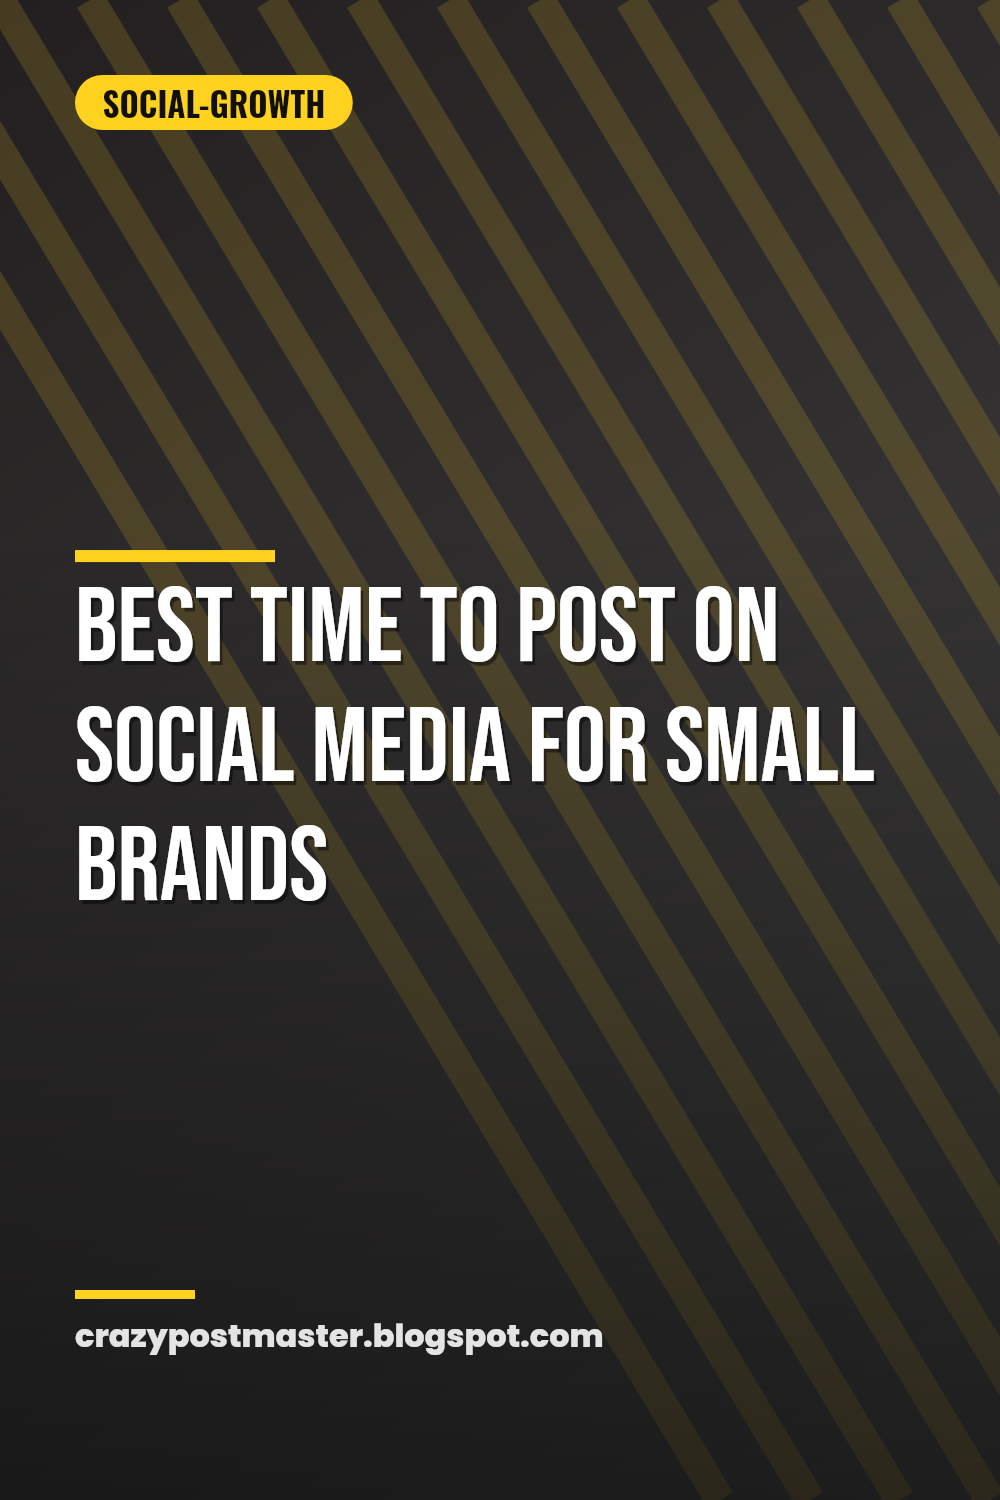 SOCIAL-GROWTH
BEST TIME TO POST ON
SOCIAL MEDIA FOR SMALL
BRANDS
crazypostmaster.blogspot.com